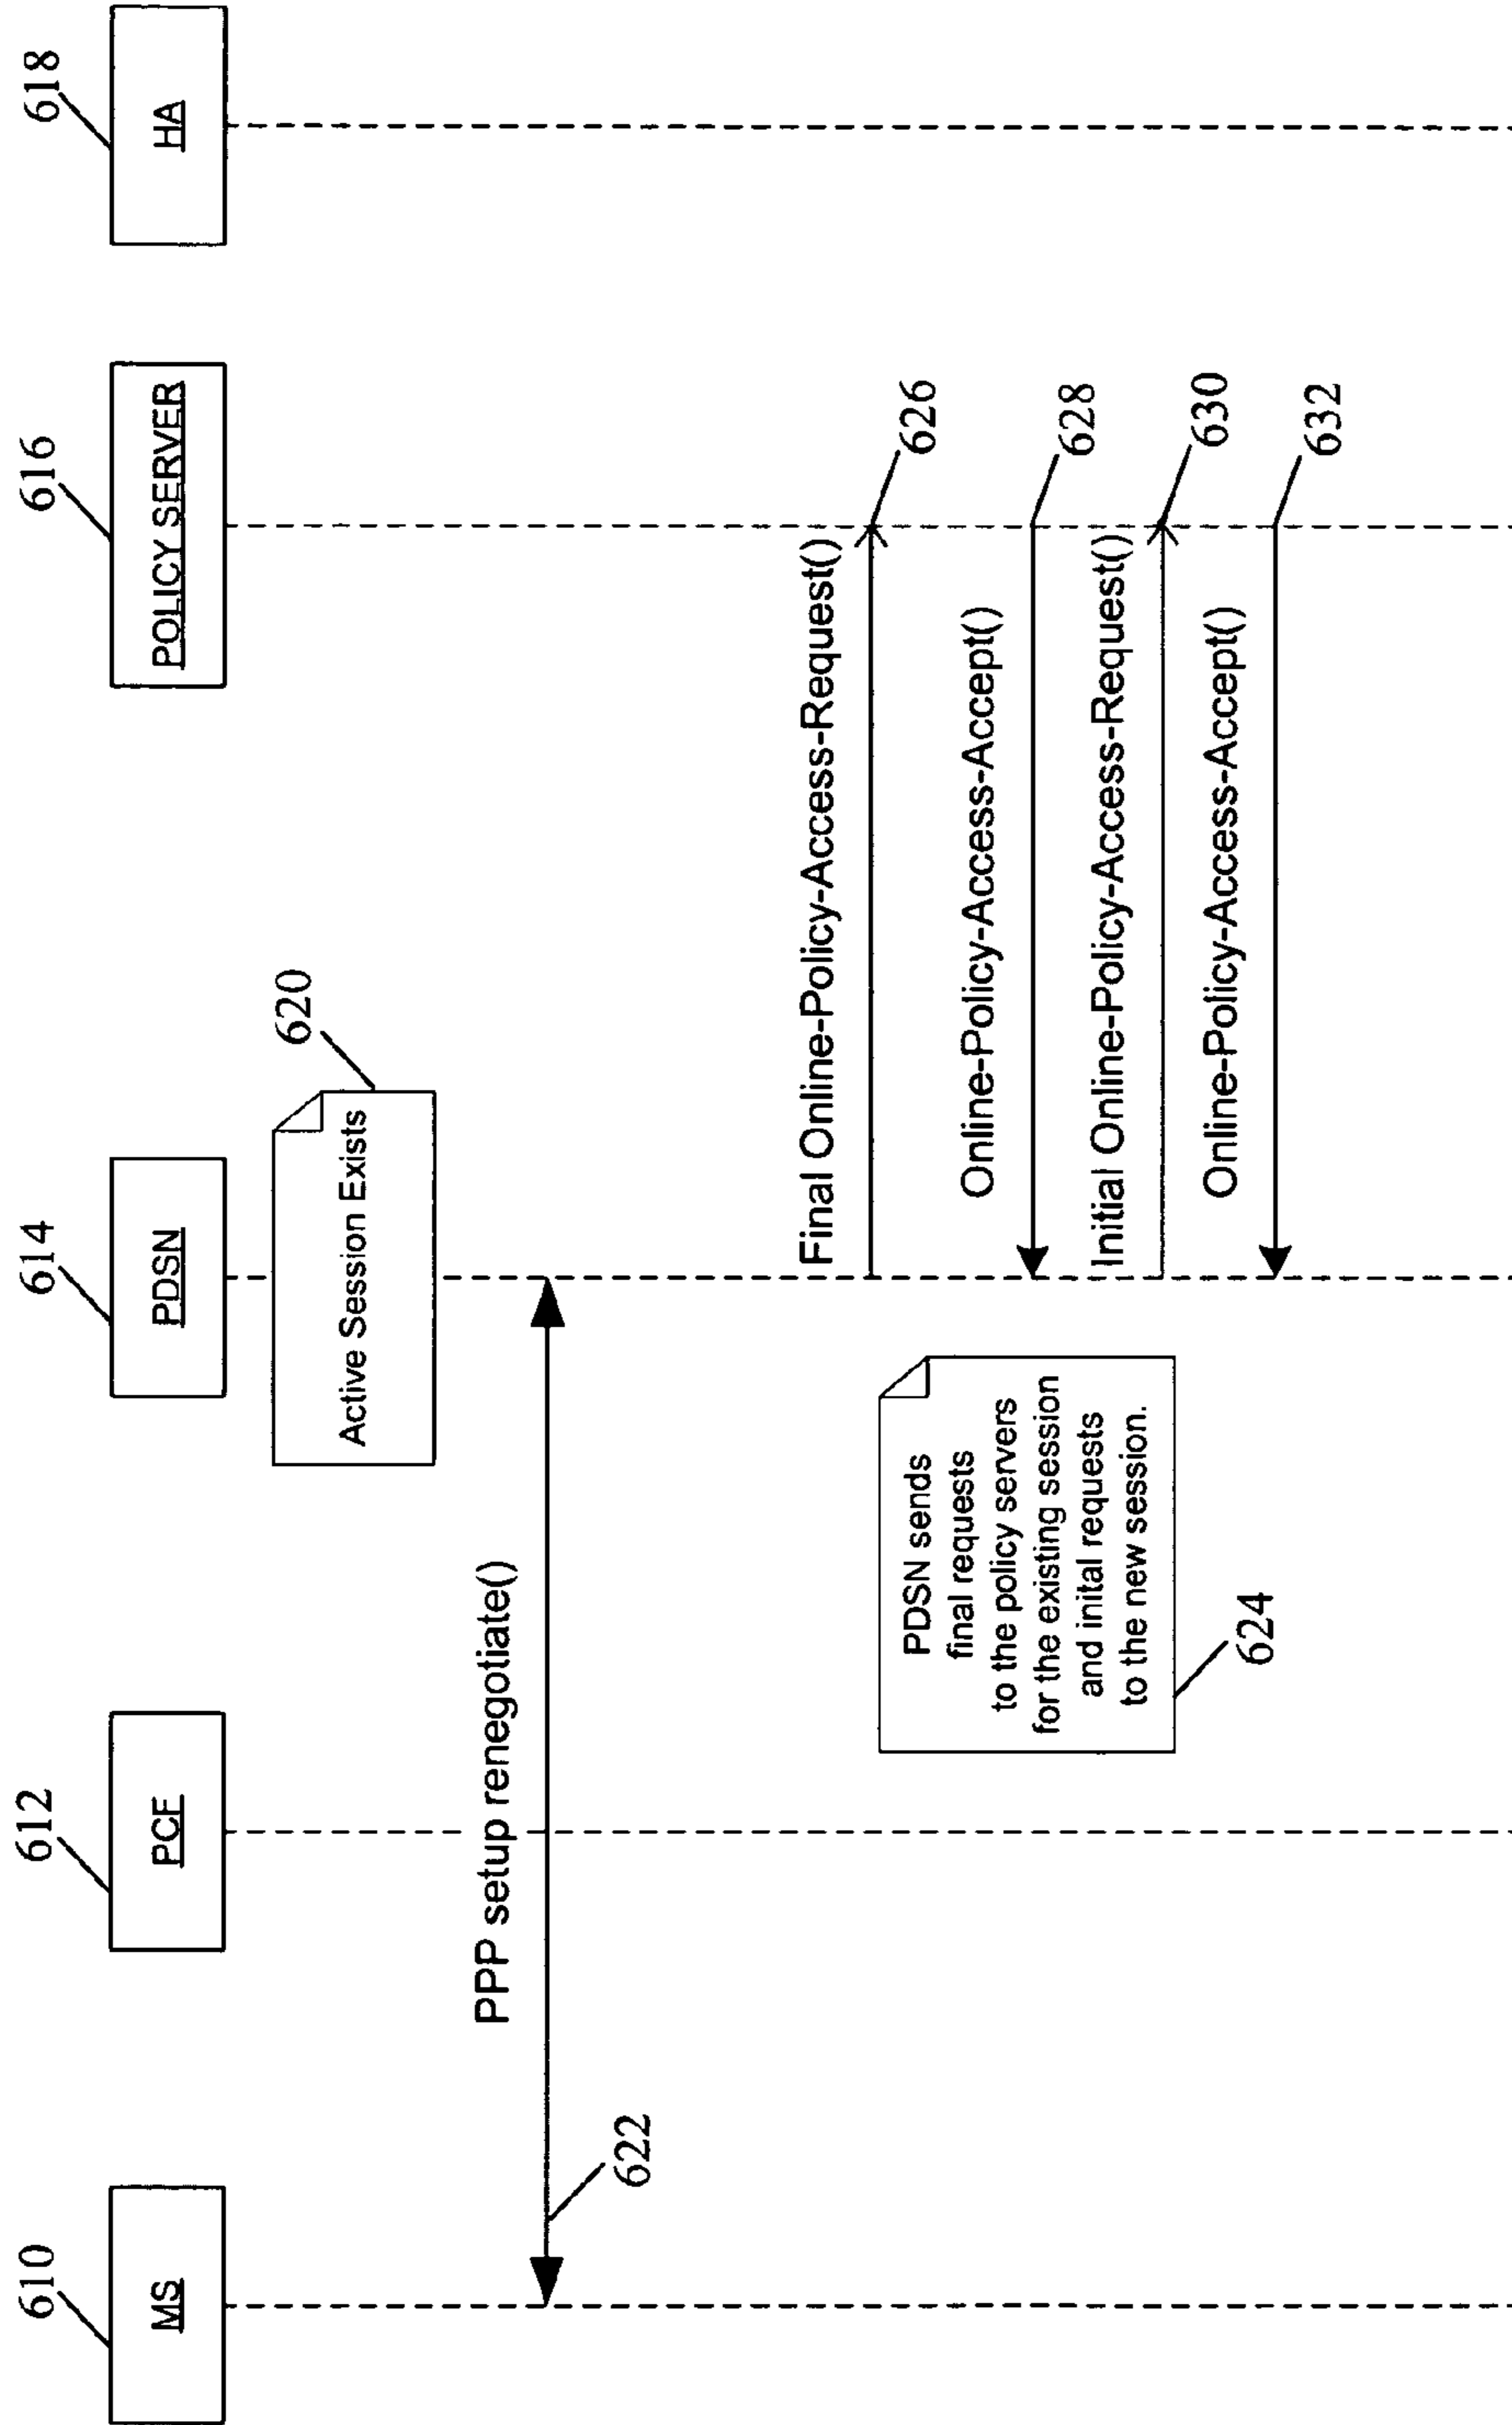 610
612
614
616
618
MS
PCF
PDSN
POLICY SERVER
HA
Active Session Exists
620
PPP setup renegotiate()
622
Final Online-Policy-Access-Request()
626
PDSN sends
final requests
to the policy servers
for the existing session
and inital requests
to the new session.
624
Online-Policy-Access-Accept()
628
Initial Online-Policy-Access-Request()
630
Online-Policy-Access-Accept()
632